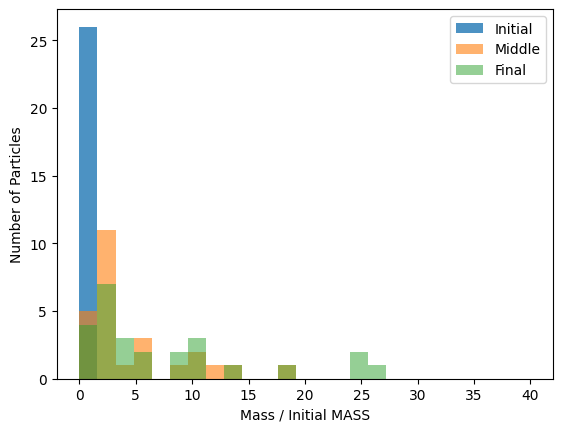 Initial
Middle
Final
25
20
15
10
5
0
Number of Particles
0 5 10 15 20 25 30 35 40
Mass / Initial MASS